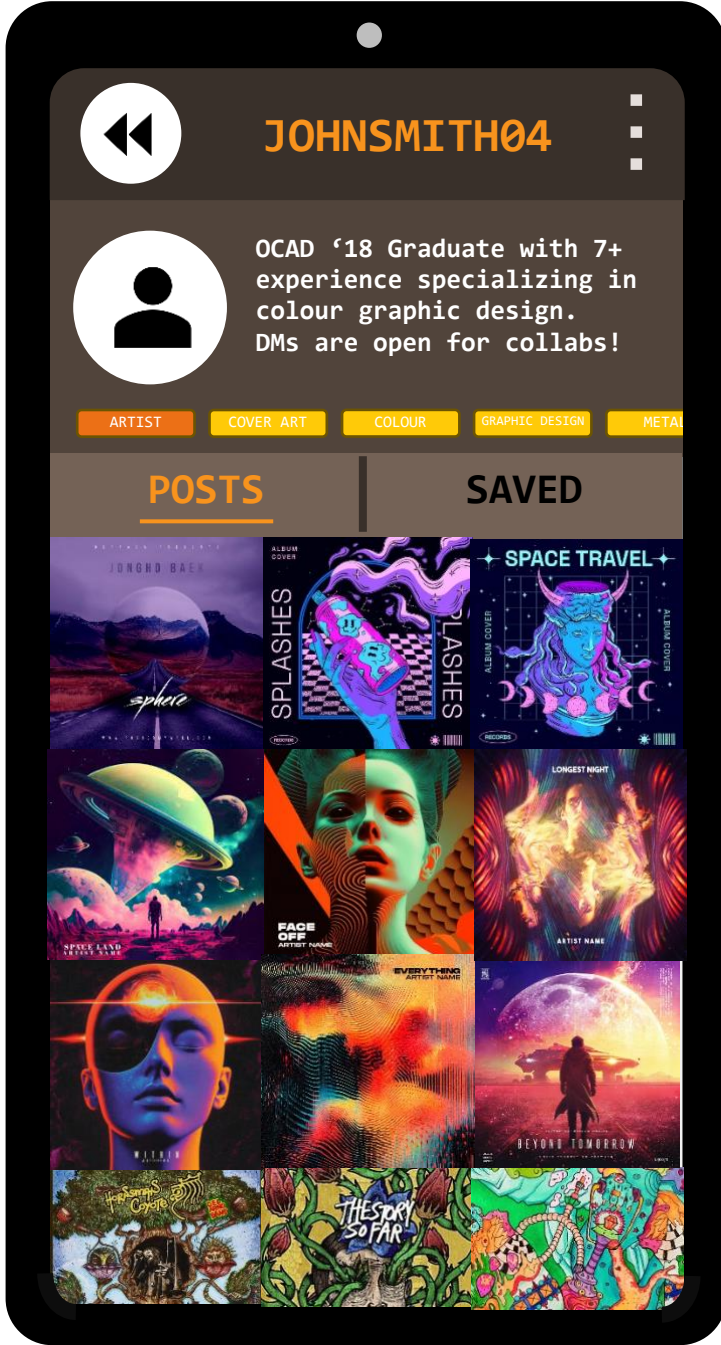 JOHNSMITH04
OCAD ‘18 Graduate with 7+
experience specializing in
colour graphic design.
DMs are open for collabs!
ARTIST
COVER ART
COLOUR
GRAPHIC DESIGN
METAL
POSTS
SAVED
JONGHO BAEK
sphere
ALBUM
COVER
SPLASHES
PLASHES
RECORDS
SPACE TRAVEL
ALBUM COVER
ALBUM COVER
RECORDS
SPACE LAND
ARTIST NAME
FACE
OFF
ARTIST NAME
LONGEST NIGHT
ARTIST NAME
WITHIN
EVERYTHING
ARTIST NAME
BEYOND TOMORROW
COYOTE
THE STORY
SO FAR